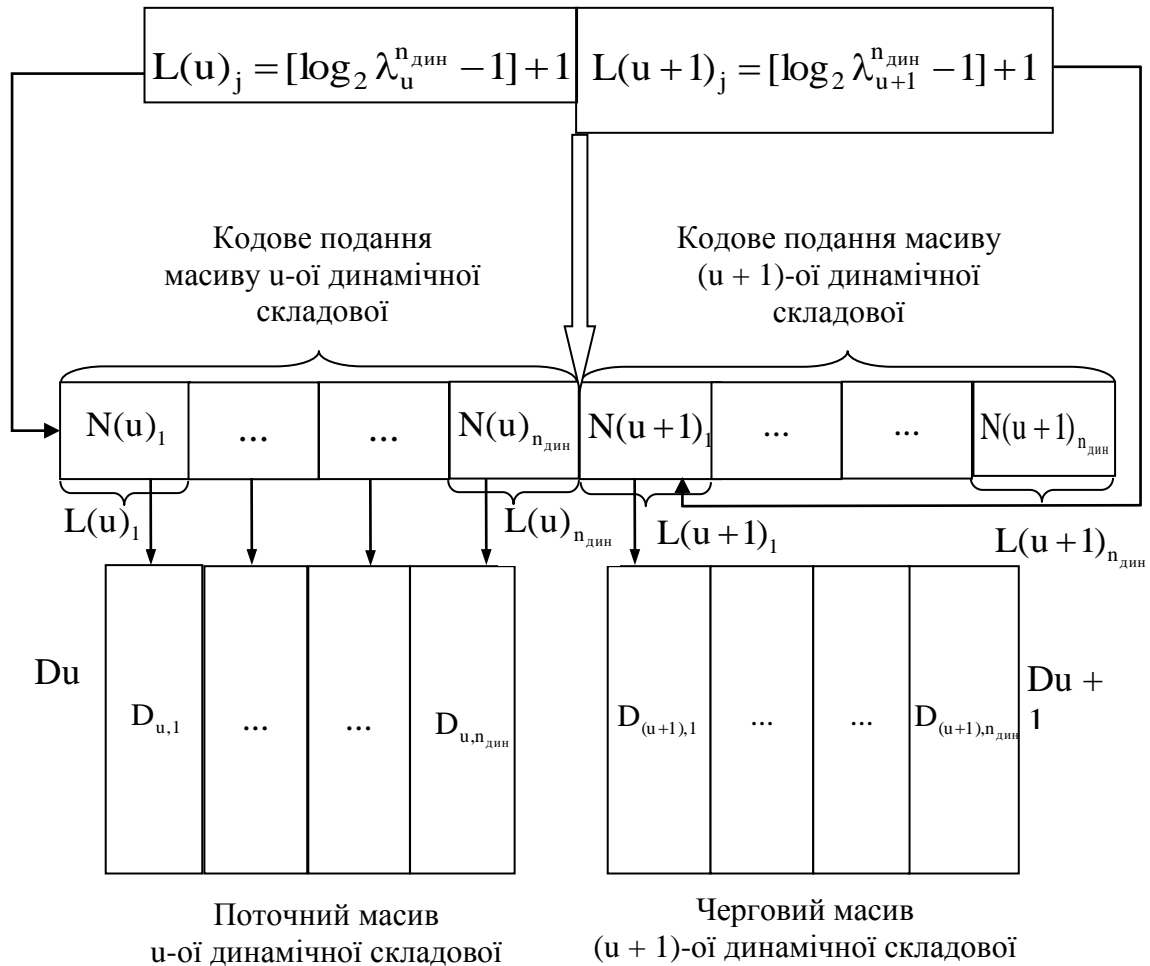 L(u)_j = [log_2 λ_u^{n_дин} − 1] + 1 L(u + 1)_j = [log_2 λ_{u+1}^{n_дин} − 1] + 1
Кодове подання
масиву u-ої динамічної
складової
Кодове подання масиву
(u + 1)-ої динамічної
складової
N(u)_1 ... ... N(u)_{n_дин} N(u + 1)_1 ... ... N(u + 1)_{n_дин}
L(u)_1 L(u)_{n_дин} L(u + 1)_1 L(u + 1)_{n_дин}
Du
D_{u,1} ... ... D_{u,n_дин}
D_{(u+1),1} ... ... D_{(u+1),n_дин}
Du +
1
Поточний масив
u-ої динамічної складової
Черговий масив
(u + 1)-ої динамічної складової